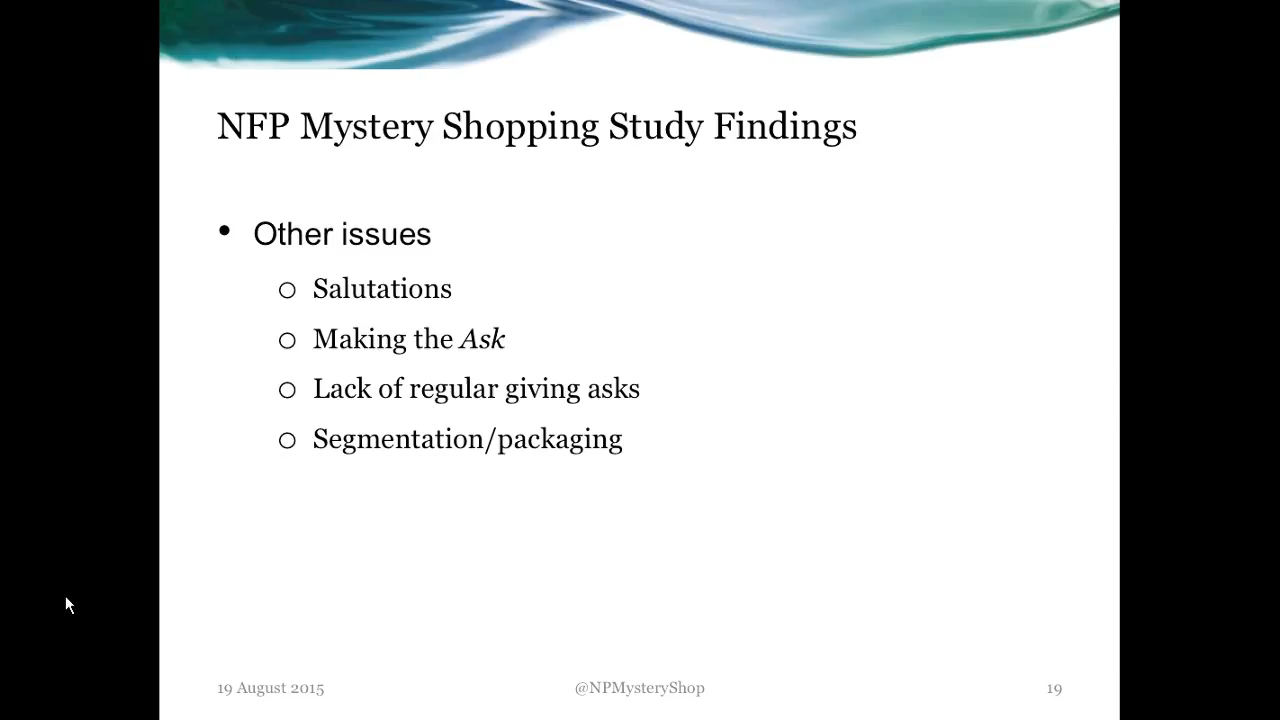 NFP Mystery Shopping Study Findings
• Other issues
○ Salutations
○ Making the Ask
○ Lack of regular giving asks
○ Segmentation/packaging
19 August 2015
@NPMysteryShop
19